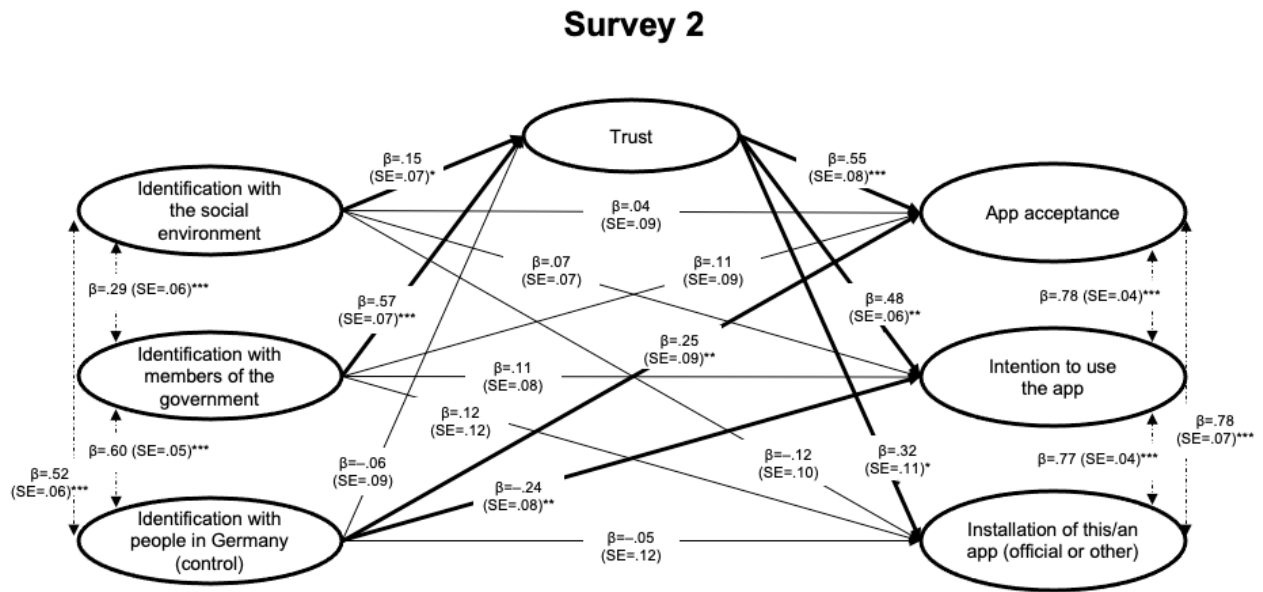 Survey 2
Trust
β=.15
(SE=.07)*
β=.55
(SE=.08)***
Identification with
the social
environment
App acceptance
β=.04
(SE=.09)
β=.07
(SE=.07)
β=.11
(SE=.09)
β=.29 (SE=.06)***
β=.78 (SE=.04)***
β=.57
(SE=.07)***
β=.48
(SE=.06)**
β=.25
(SE=.09)**
Identification with
members of the
government
Intention to use
the app
β=.11
(SE=.08)
β=.12
(SE=.12)
β=.78
(SE=.07)***
β=.60 (SE=.05)***
β=.77 (SE=.04)***
β=.52
(SE=.06)***
β=–.06
(SE=.09)
β=–.12
(SE=.10)
β=.32
(SE=.11)*
β=–.24
(SE=.08)**
Identification with
people in Germany
(control)
Installation of this/an
app (official or other)
β=–.05
(SE=.12)